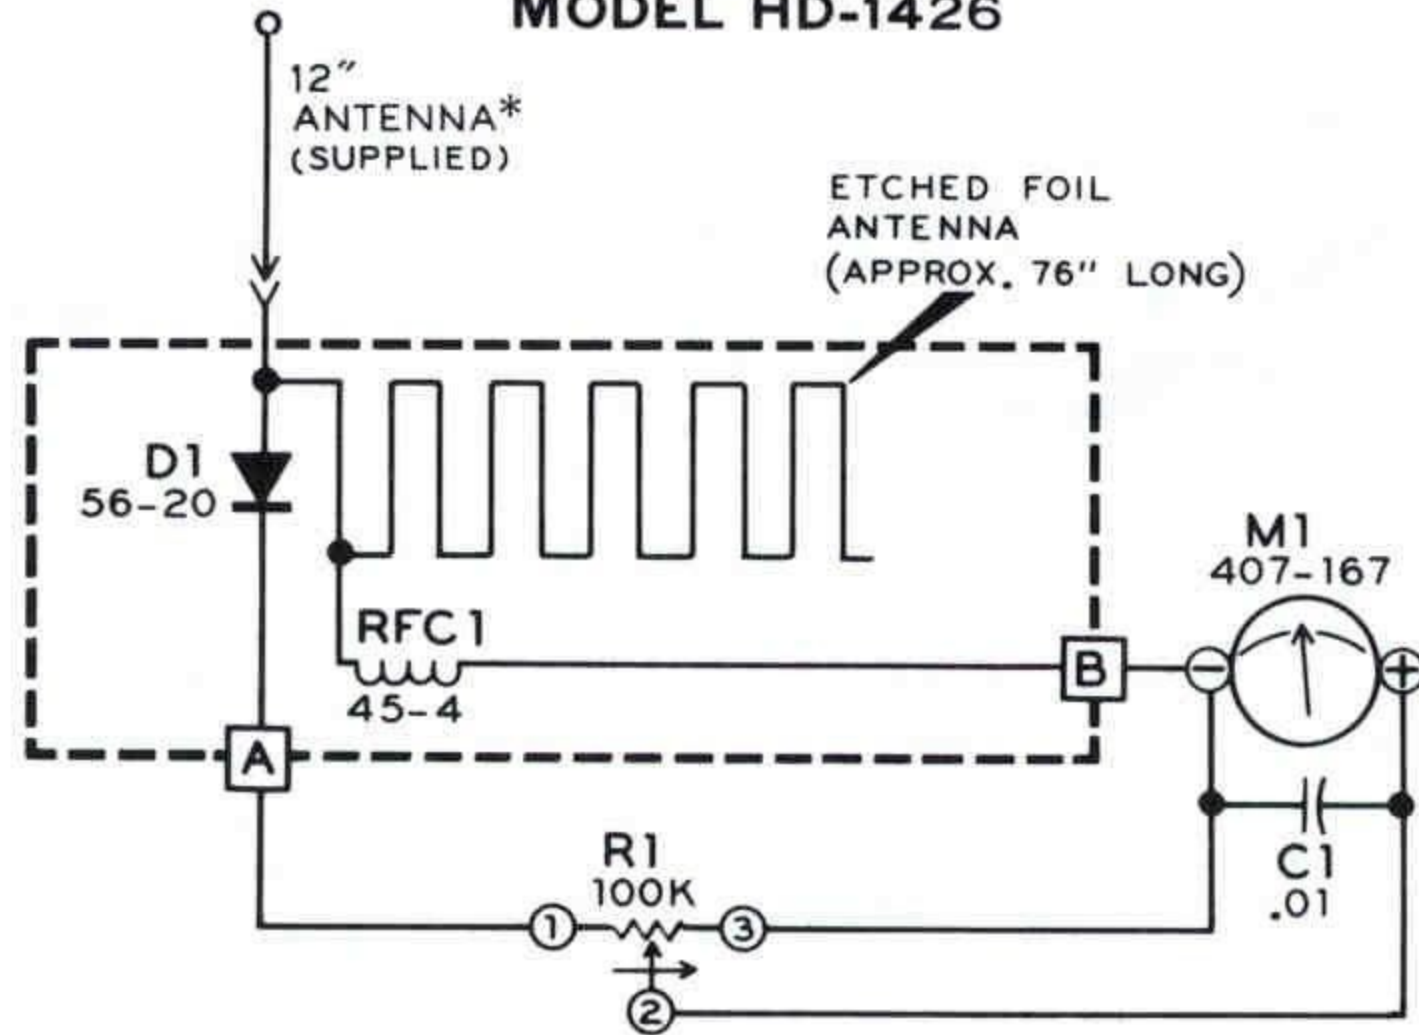 MODEL HD-1426
12"
ANTENNA*
(SUPPLIED)
ETCHED FOIL
ANTENNA
(APPROX. 76" LONG)
D1
56-20
M1
407-167
RFC1
45-4
B
- +
A
R1
100K
C1
.01
1 3
2